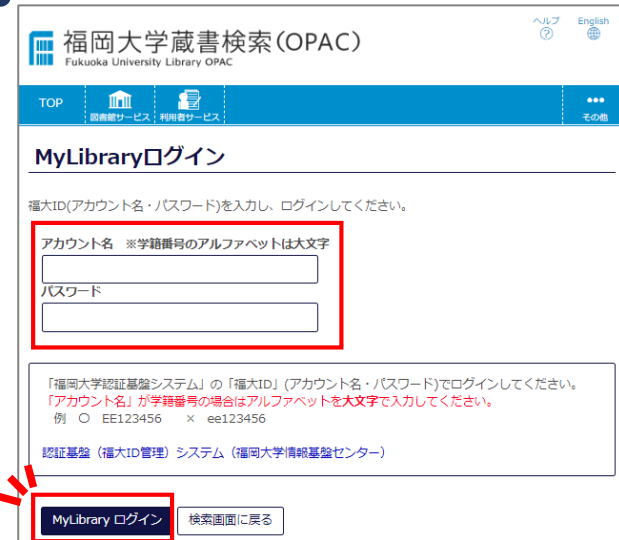 福岡大学蔵書検索(OPAC)
Fukuoka University Library OPAC
ヘルプ
English
TOP
図書館サービス
利用者サービス
その他
MyLibraryログイン
福大ID(アカウント名・パスワード)を入力し、ログインしてください。
アカウント名 ※学籍番号のアルファベットは大文字
パスワード
「福岡大学認証基盤システム」の「福大ID」(アカウント名・パスワード)でログインしてください。
「アカウント名」が学籍番号の場合はアルファベットを大文字で入力してください。
例 〇 EE123456 × ee123456
認証基盤（福大ID管理）システム（福岡大学情報基盤センター）
MyLibrary ログイン
検索画面に戻る